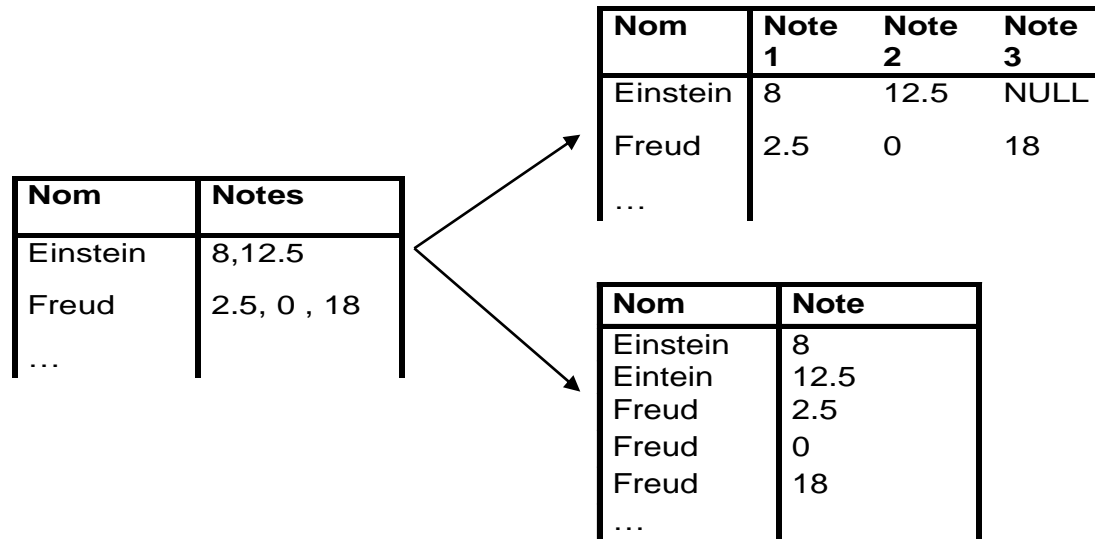 Nom Notes
Einstein 8,12.5
Freud 2.5, 0 , 18
…
Nom Note Note Note
1 2 3
Einstein 8 12.5 NULL
Freud 2.5 0 18
…
Nom Note
Einstein 8
Eintein 12.5
Freud 2.5
Freud 0
Freud 18
…